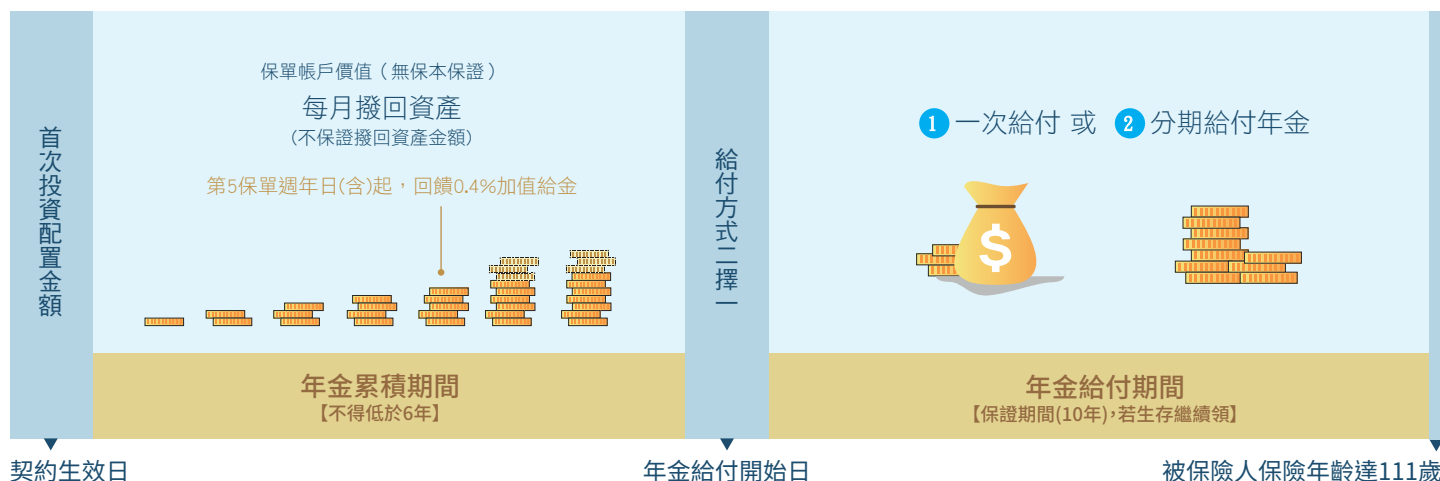 首次投資配置金額
保單帳戶價值（無保本保證）
每月撥回資產
（不保證撥回資產金額）
第5保單週年日(含)起，回饋0.4%加值給金
年金累積期間
【不得低於6年】
給付方式二擇一
1 一次給付 或 2 分期給付年金
$
年金給付期間
【保證期間(10年)，若生存繼續領】
契約生效日
年金給付開始日
被保險人保險年齡達111歲